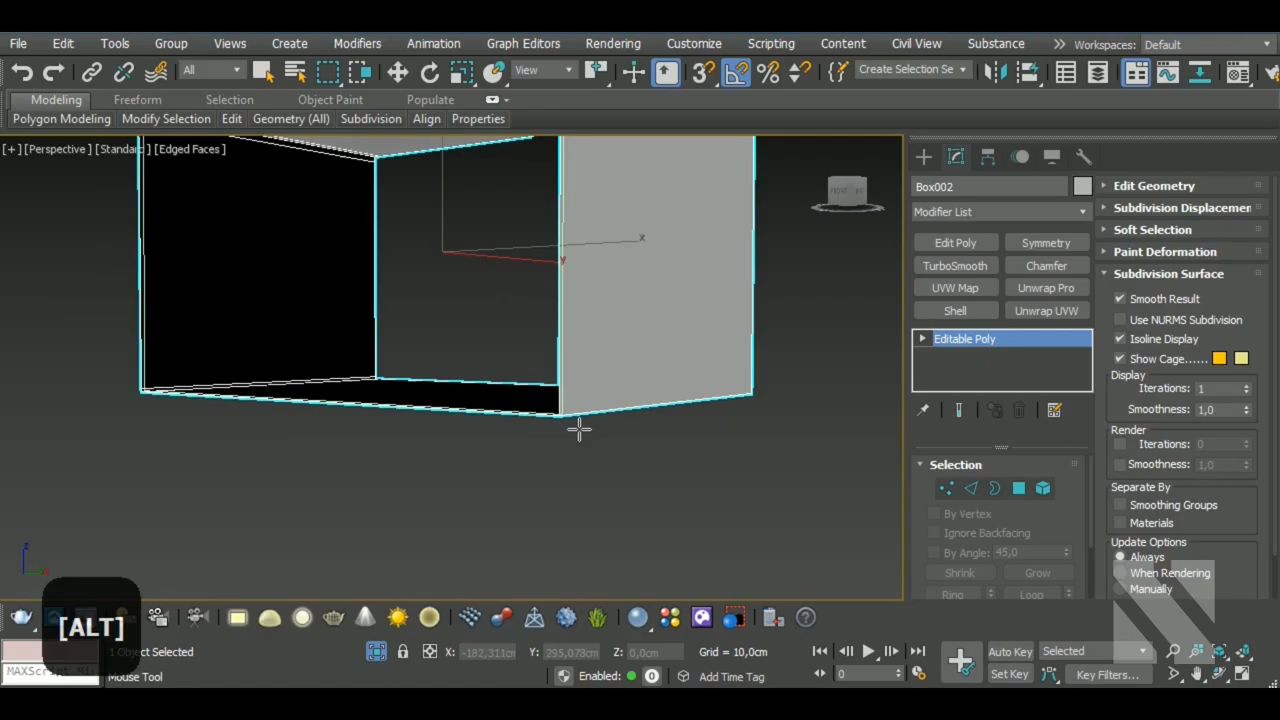 File Edit Tools Group Views Create Modifiers Animation Graph Editors Rendering Customize Scripting Content Civil View Substance Workspaces: Default
All View 3 Create Selection Se
Modeling Freeform Selection Object Paint Populate
Polygon Modeling Modify Selection Edit Geometry (All) Subdivision Align Properties
[+] [Perspective] [Standard] [Edged Faces]
x
y
z
Box002
Modifier List
Edit Poly Symmetry
TurboSmooth Chamfer
UVW Map Unwrap Pro
Shell Unwrap UVW
Editable Poly
Selection
By Vertex
Ignore Backfacing
By Angle: 45,0
Shrink Grow
Ring Loop
Edit Geometry
Subdivision Displacemen
Soft Selection
Paint Deformation
Subdivision Surface
Smooth Result
Use NURMS Subdivision
Isoline Display
Show Cage......
Display
Iterations: 1
Smoothness: 1,0
Render
Iterations: 0
Smoothness: 1,0
Separate By
Smoothing Groups
Materials
Update Options
Always
When Rendering
Manually
[ALT]
1 Object Selected X: -182,311cm Y: 295,078cm Z: 0,0cm Grid = 10,0cm Auto Key Selected
MAXScript Mi Mouse Tool Enabled: 0 Add Time Tag 0 Set Key Key Filters...